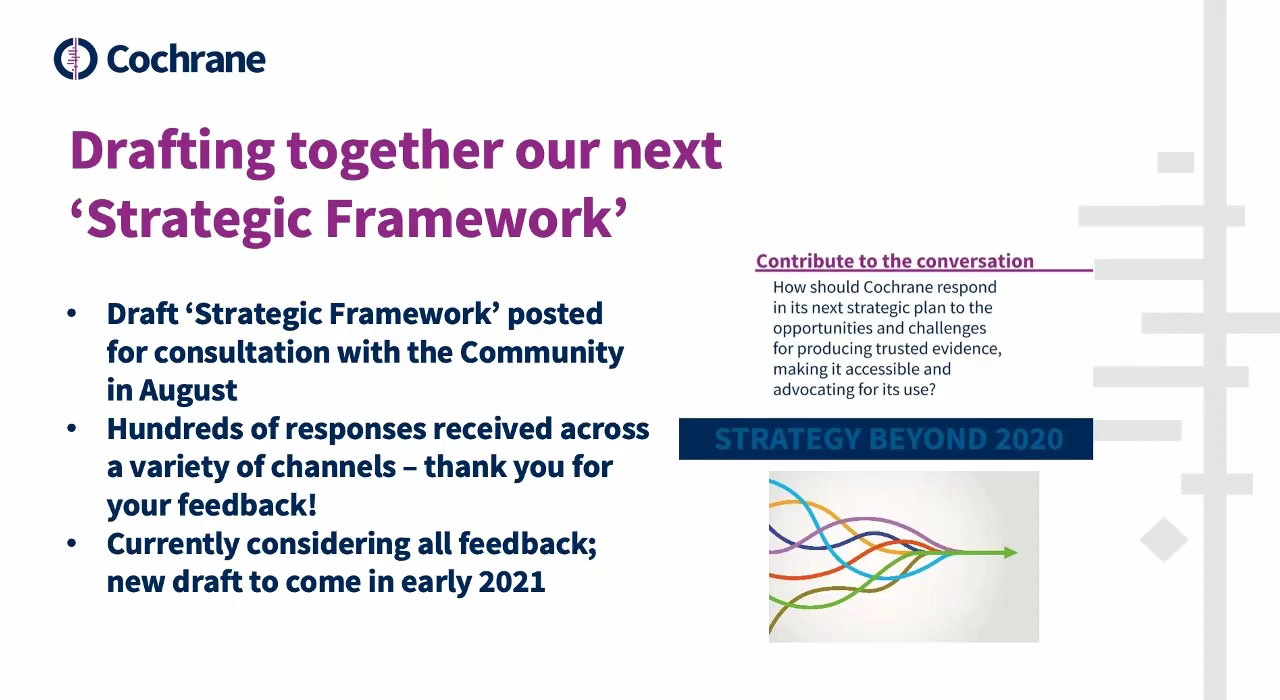 Cochrane
Drafting together our next
‘Strategic Framework’
• Draft ‘Strategic Framework’ posted
for consultation with the Community
in August
• Hundreds of responses received across
a variety of channels – thank you for
your feedback!
• Currently considering all feedback;
new draft to come in early 2021
Contribute to the conversation
How should Cochrane respond
in its next strategic plan to the
opportunities and challenges
for producing trusted evidence,
making it accessible and
advocating for its use?
STRATEGY BEYOND 2020